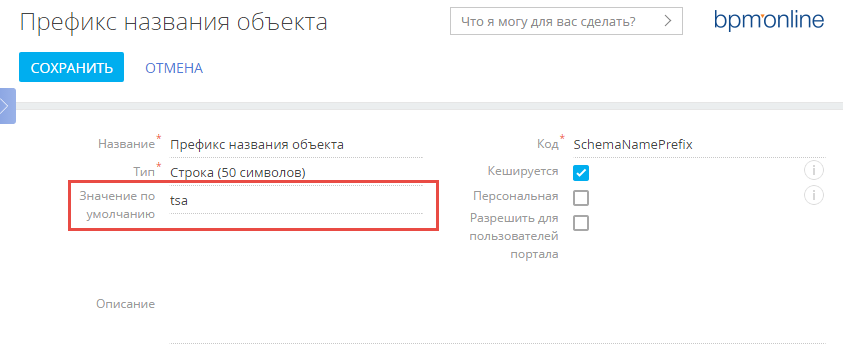 Префикс названия объекта
Что я могу для вас сделать?
bpm'online
СОХРАНИТЬ
ОТМЕНА
Название* Префикс названия объекта
Код* SchemaNamePrefix
Тип* Строка (50 символов)
Кешируется
Значение по
умолчанию
tsa
Персональная
Разрешить для
пользователей
портала
Описание